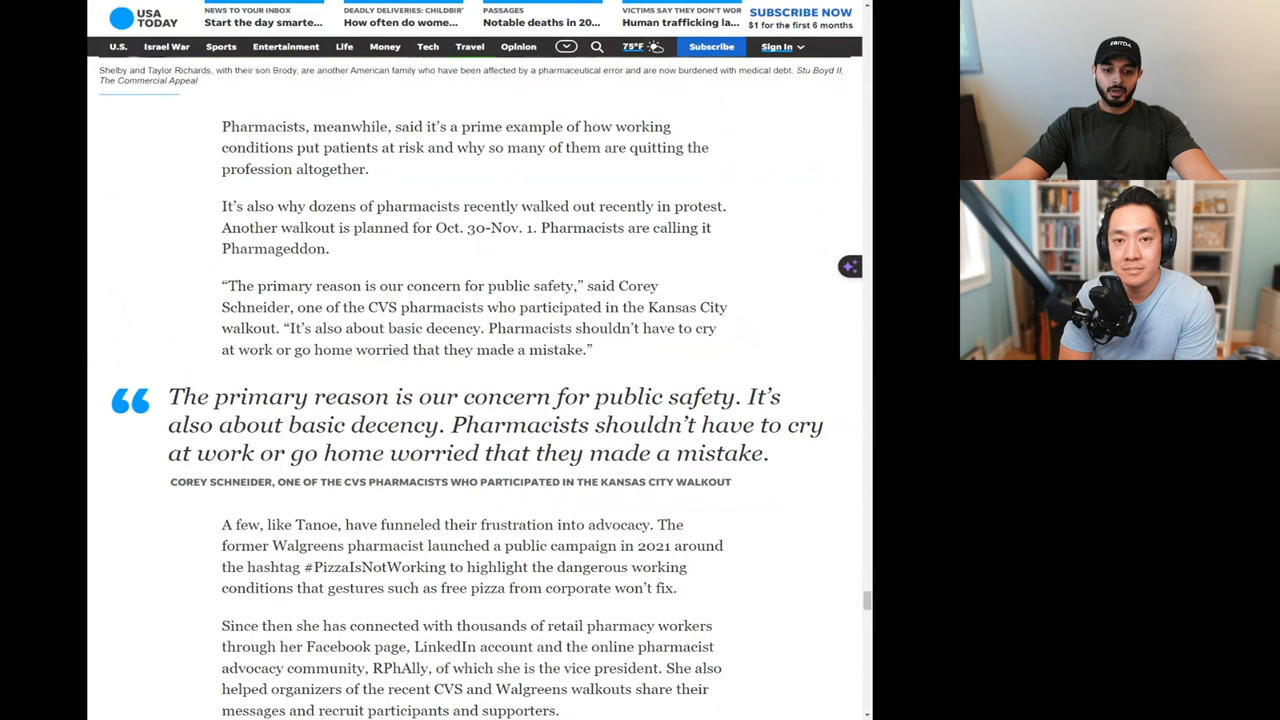 USA
TODAY
NEWS TO YOUR INBOX
Start the day smarte...
DEADLY DELIVERIES: CHILDBIR
How often do wome...
PASSAGES
Notable deaths in 20...
VICTIMS SAY THEY DON'T WOR
Human trafficking la...
SUBSCRIBE NOW
$1 for the first 6 months
U.S. Israel War Sports Entertainment Life Money Tech Travel Opinion 75°F Subscribe Sign In
Shelby and Taylor Richards, with their son Brody, are another American family who have been affected by a pharmaceutical error and are now burdened with medical debt. Stu Boyd II,
The Commercial Appeal
Pharmacists, meanwhile, said it's a prime example of how working
conditions put patients at risk and why so many of them are quitting the
profession altogether.
It's also why dozens of pharmacists recently walked out recently in protest.
Another walkout is planned for Oct. 30-Nov. 1. Pharmacists are calling it
Pharmageddon.
“The primary reason is our concern for public safety,” said Corey
Schneider, one of the CVS pharmacists who participated in the Kansas City
walkout. “It's also about basic decency. Pharmacists shouldn't have to cry
at work or go home worried that they made a mistake.”
“ The primary reason is our concern for public safety. It's
also about basic decency. Pharmacists shouldn't have to cry
at work or go home worried that they made a mistake.
COREY SCHNEIDER, ONE OF THE CVS PHARMACISTS WHO PARTICIPATED IN THE KANSAS CITY WALKOUT
A few, like Tanoe, have funneled their frustration into advocacy. The
former Walgreens pharmacist launched a public campaign in 2021 around
the hashtag #PizzaIsNotWorking to highlight the dangerous working
conditions that gestures such as free pizza from corporate won't fix.
Since then she has connected with thousands of retail pharmacy workers
through her Facebook page, LinkedIn account and the online pharmacist
advocacy community, RPhAlly, of which she is the vice president. She also
helped organizers of the recent CVS and Walgreens walkouts share their
messages and recruit participants and supporters.
EBITDA